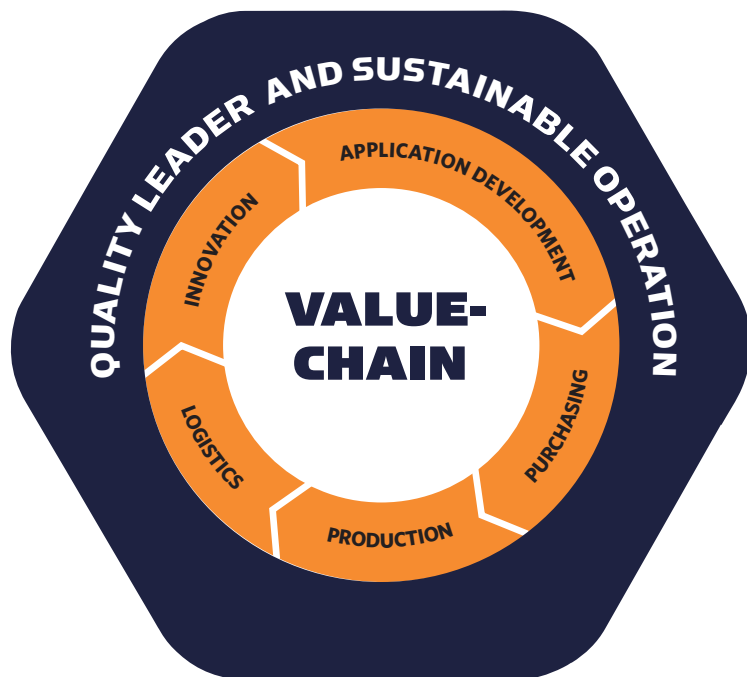 QUALITY LEADER AND SUSTAINABLE OPERATION
APPLICATION DEVELOPMENT
PURCHASING
PRODUCTION
LOGISTICS
INNOVATION
VALUE-
CHAIN